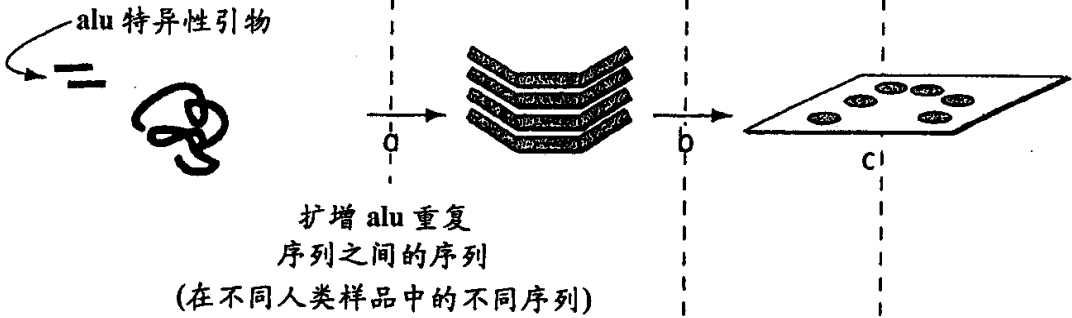 alu 特异性引物
a
b
c
扩增 alu 重复
序列之间的序列
(在不同人类样品中的不同序列)